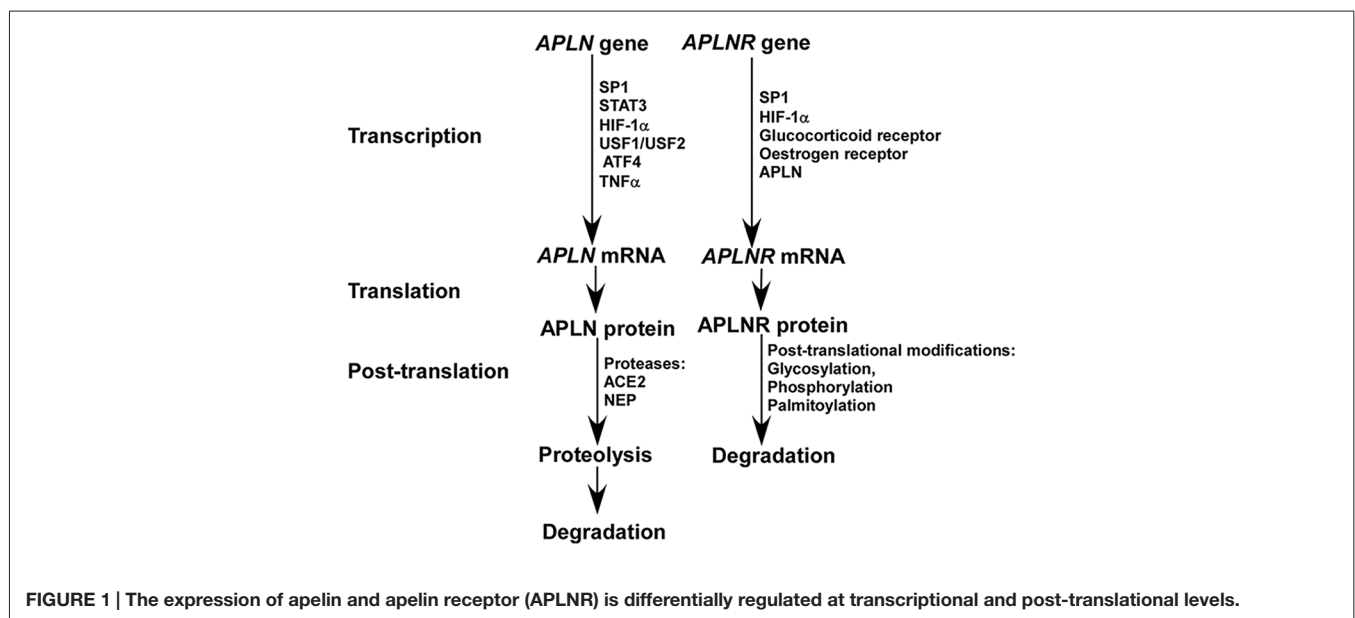 APLN gene
APLNR gene
Transcription
SP1
STAT3
HIF-1α
USF1/USF2
ATF4
TNFα
SP1
HIF-1α
Glucocorticoid receptor
Oestrogen receptor
APLN
APLN mRNA
APLNR mRNA
Translation
APLN protein
APLNR protein
Post-translation
Proteases:
ACE2
NEP
Post-translational modifications:
Glycosylation,
Phosphorylation
Palmitoylation
Proteolysis
Degradation
Degradation
FIGURE 1 | The expression of apelin and apelin receptor (APLNR) is differentially regulated at transcriptional and post-translational levels.